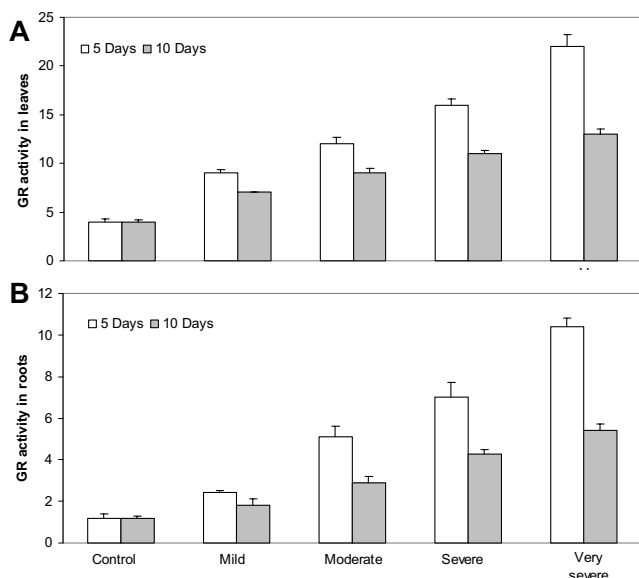 A
GR activity in leaves
25
20
15
10
5
0
5 Days 10 Days
B
GR activity in roots
12
10
8
6
4
2
0
5 Days 10 Days
Control Mild Moderate Severe Very
severe